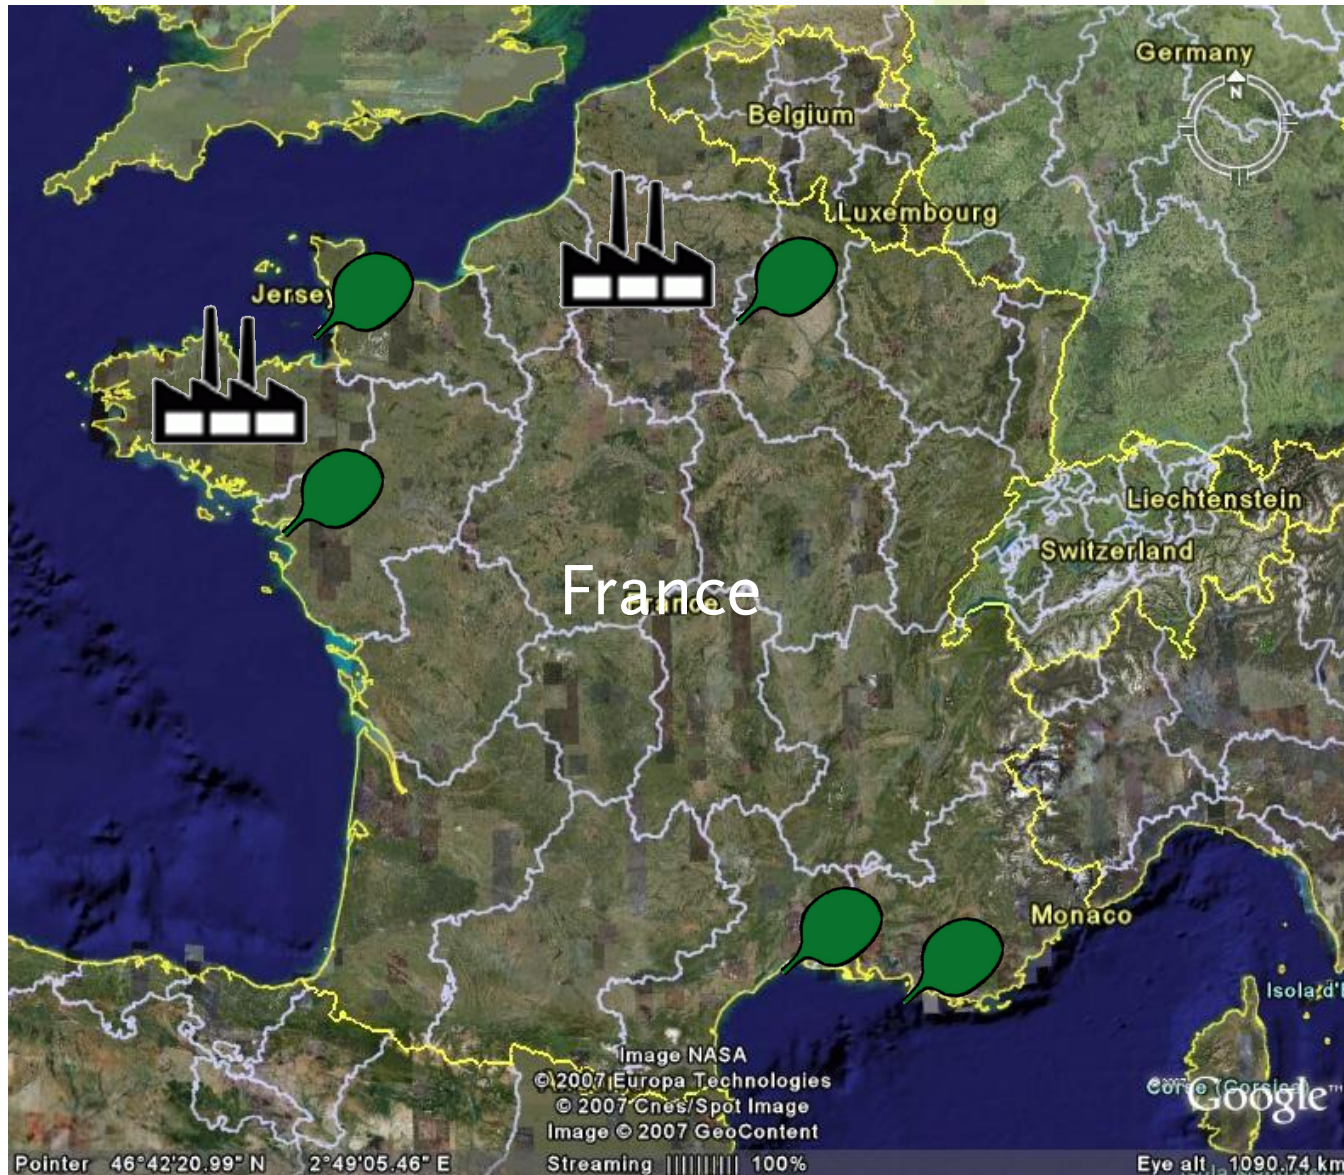 Germany
N
Belgium
Luxembourg
Jersey
Liechtenstein
Switzerland
France
France
Monaco
Isola d'
Corse (Corsica)
Google™
Image NASA
© 2007 Europa Technologies
© 2007 Cnes/Spot Image
Image © 2007 GeoContent
Pointer 46°42'20.99" N 2°49'05.46" E Streaming |||||||||| 100% Eye alt 1090.74 km